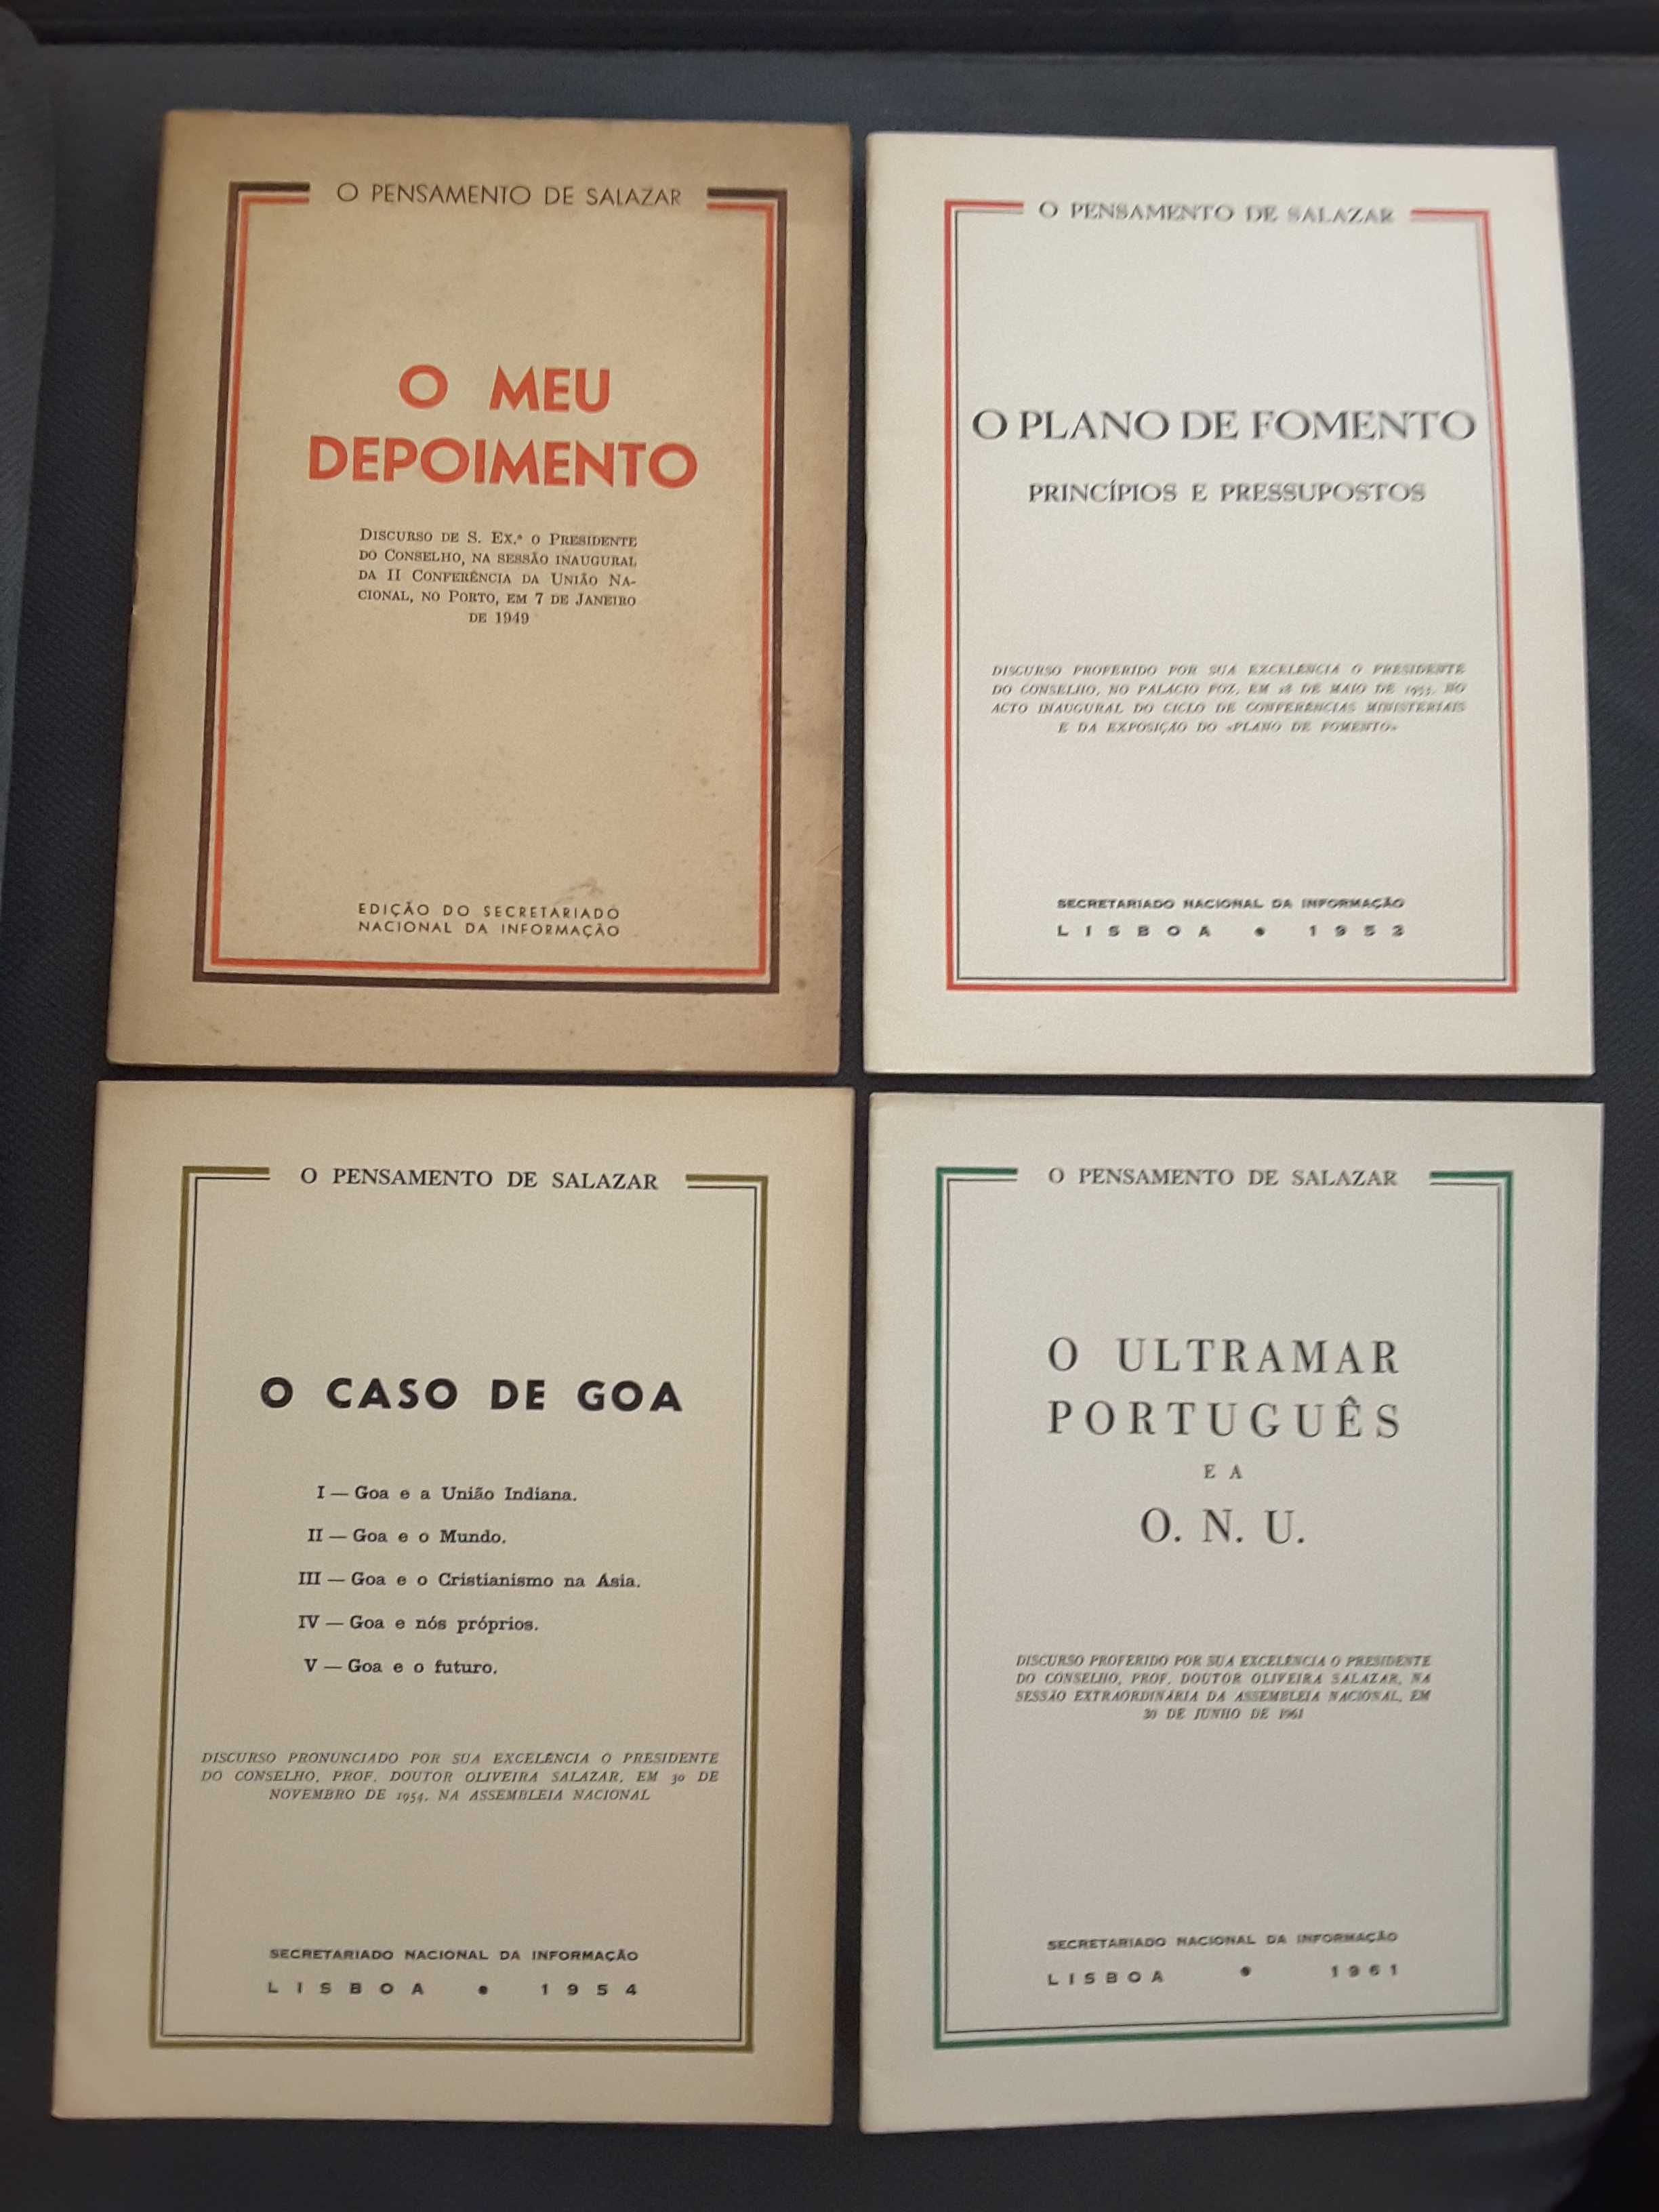 O PENSAMENTO DE SALAZAR
O MEU
DEPOIMENTO
DISCURSO DE S. EX.ª O PRESIDENTE
DO CONSELHO, NA SESSÃO INAUGURAL
DA II CONFERÊNCIA DA UNIÃO NA-
CIONAL, NO PORTO, EM 7 DE JANEIRO
DE 1949
EDIÇÃO DO SECRETARIADO
NACIONAL DA INFORMAÇÃO
O PENSAMENTO DE SALAZAR
O PLANO DE FOMENTO
PRINCÍPIOS E PRESSUPOSTOS
DISCURSO PROFERIDO POR SUA EXCELÊNCIA O PRESIDENTE
DO CONSELHO, NO PALÁCIO FOZ, EM 28 DE MAIO DE 1953, NO
ACTO INAUGURAL DO CICLO DE CONFERÊNCIAS MINISTERIAIS
E DA EXPOSIÇÃO DO «PLANO DE FOMENTO»
SECRETARIADO NACIONAL DA INFORMAÇÃO
LISBOA • 1953
O PENSAMENTO DE SALAZAR
O CASO DE GOA
I — Goa e a União Indiana.
II — Goa e o Mundo.
III — Goa e o Cristianismo na Asia.
IV — Goa e nós próprios.
V — Goa e o futuro.
DISCURSO PRONUNCIADO POR SUA EXCELÊNCIA O PRESIDENTE
DO CONSELHO, PROF. DOUTOR OLIVEIRA SALAZAR, EM 30 DE
NOVEMBRO DE 1954, NA ASSEMBLEIA NACIONAL
SECRETARIADO NACIONAL DA INFORMAÇÃO
LISBOA • 1954
O PENSAMENTO DE SALAZAR
O ULTRAMAR
PORTUGUÊS
E A
O. N. U.
DISCURSO PROFERIDO POR SUA EXCELÊNCIA O PRESIDENTE
DO CONSELHO, PROF. DOUTOR OLIVEIRA SALAZAR, NA
SESSÃO EXTRAORDINÁRIA DA ASSEMBLEIA NACIONAL, EM
30 DE JUNHO DE 1961
SECRETARIADO NACIONAL DA INFORMAÇÃO
LISBOA • 1961